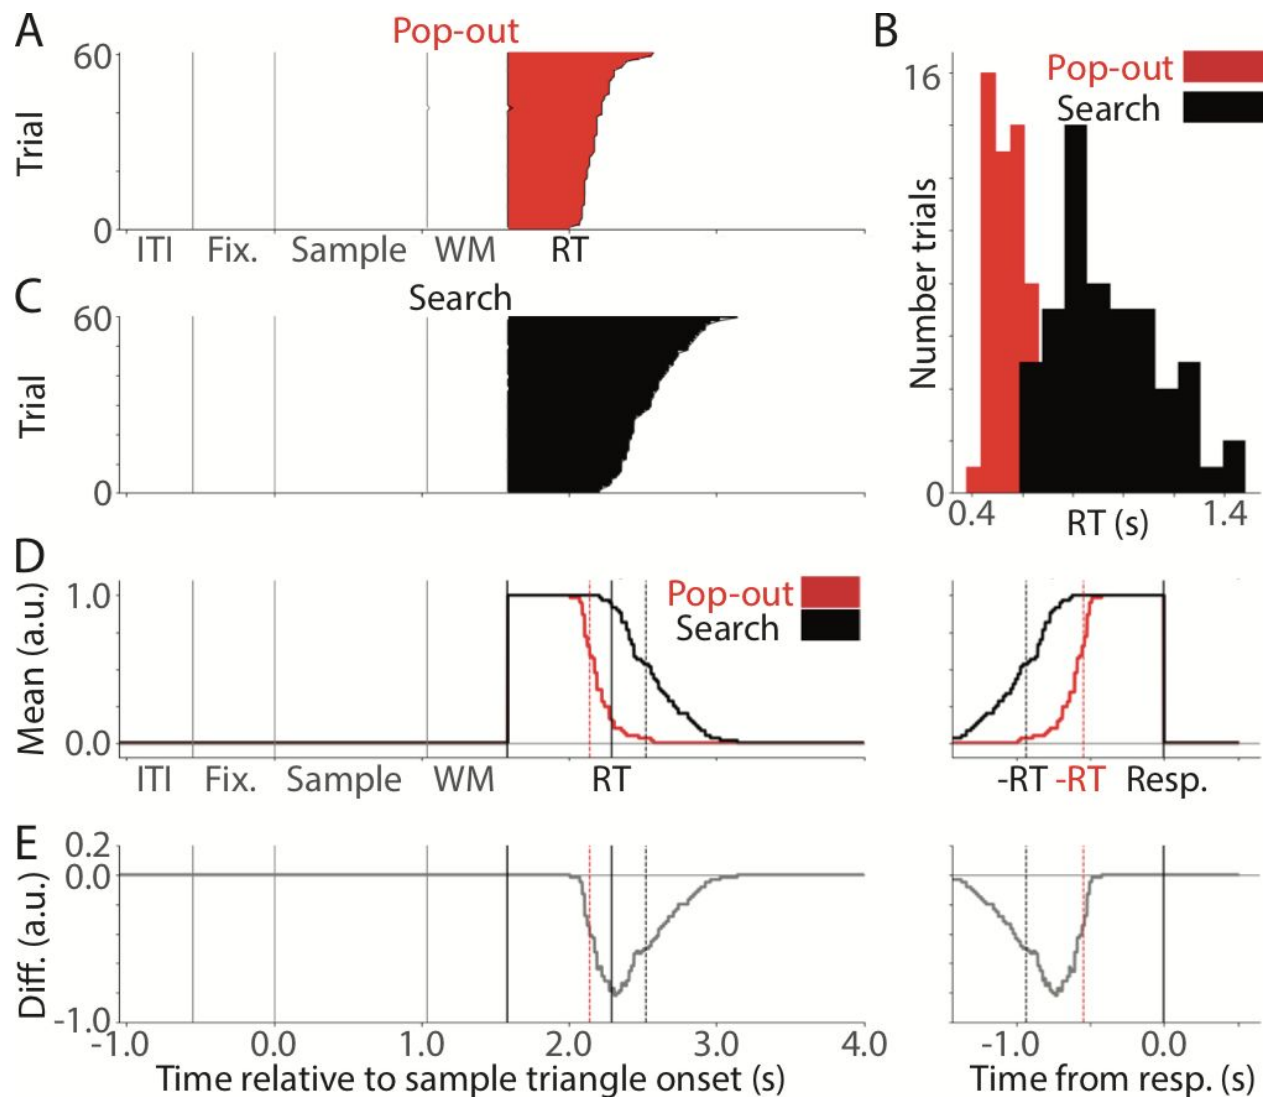 A
Pop-out
60
Trial
0
ITI Fix. Sample WM RT
B
16
Pop-out
Search
Number trials
0
0.4 RT (s) 1.4
C
Search
60
Trial
0
D
1.0
Mean (a.u.)
0.0
Pop-out
Search
ITI Fix. Sample WM RT
-RT -RT Resp.
E
0.2
0.0
Diff. (a.u.)
-1.0
-1.0 0.0 1.0 2.0 3.0 4.0
Time relative to sample triangle onset (s)
-1.0 0.0
Time from resp. (s)